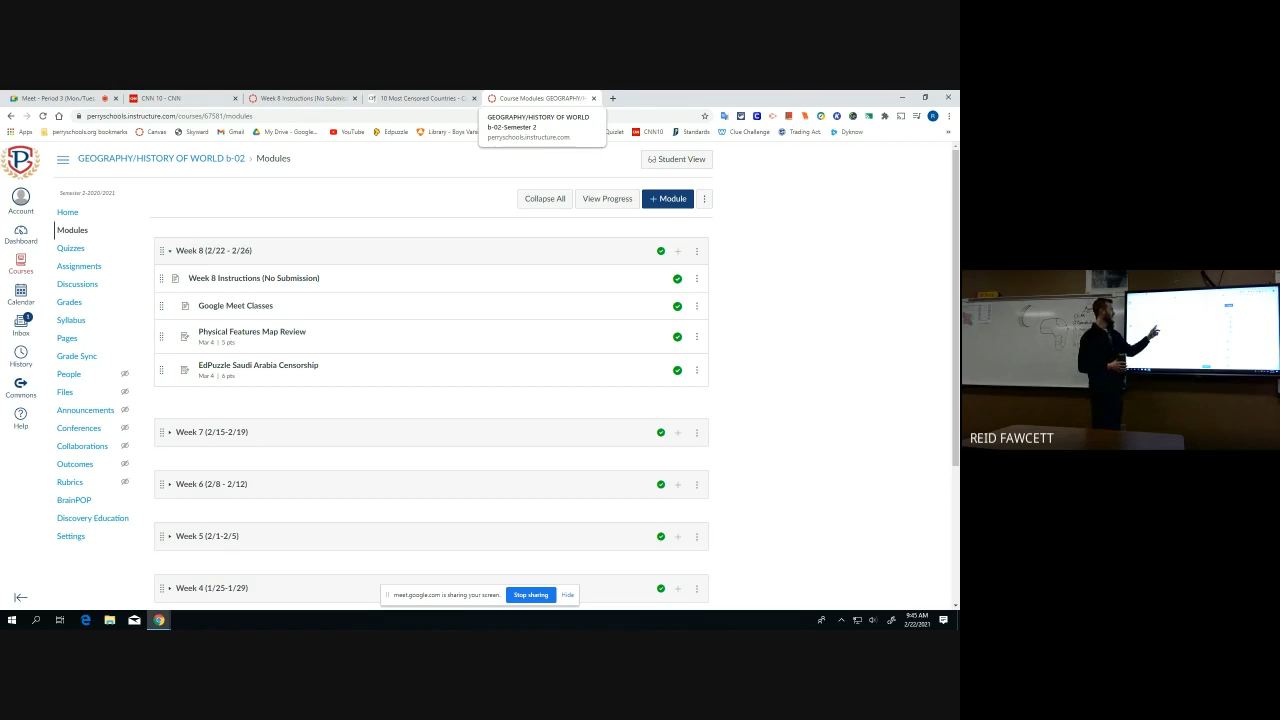 Meet - Period 3 (Mon/Tues
CNN 10 - CNN
Week 8 Instructions (No Submiss
10 Most Censored Countries - C
Course Modules: GEOGRAPHY/H
perryschools.instructure.com/courses/67581/modules
GEOGRAPHY/HISTORY OF WORLD
b-02-Semester 2
perryschools.instructure.com
Apps
perryschools.org bookmarks
Canvas
Skyward
Gmail
My Drive - Google...
YouTube
Edpuzzle
Library - Boys Vars
Quizlet
CNN10
Standards
Clue Challenge
Trading Act.
Dyknow
GEOGRAPHY/HISTORY OF WORLD b-02 › Modules
Student View
Semester 2-2020/2021
Collapse All
View Progress
+ Module
Account
Dashboard
Courses
Calendar
Inbox
1
History
Commons
Help
Home
Modules
Quizzes
Assignments
Discussions
Grades
Syllabus
Pages
Grade Sync
People
Files
Announcements
Conferences
Collaborations
Outcomes
Rubrics
BrainPOP
Discovery Education
Settings
Week 8 (2/22 - 2/26)
Week 8 Instructions (No Submission)
Google Meet Classes
Physical Features Map Review
Mar 4 | 5 pts
EdPuzzle Saudi Arabia Censorship
Mar 4 | 6 pts
Week 7 (2/15-2/19)
Week 6 (2/8 - 2/12)
Week 5 (2/1-2/5)
Week 4 (1/25-1/29)
meet.google.com is sharing your screen.
Stop sharing
Hide
9:45 AM
2/22/2021
REID FAWCETT